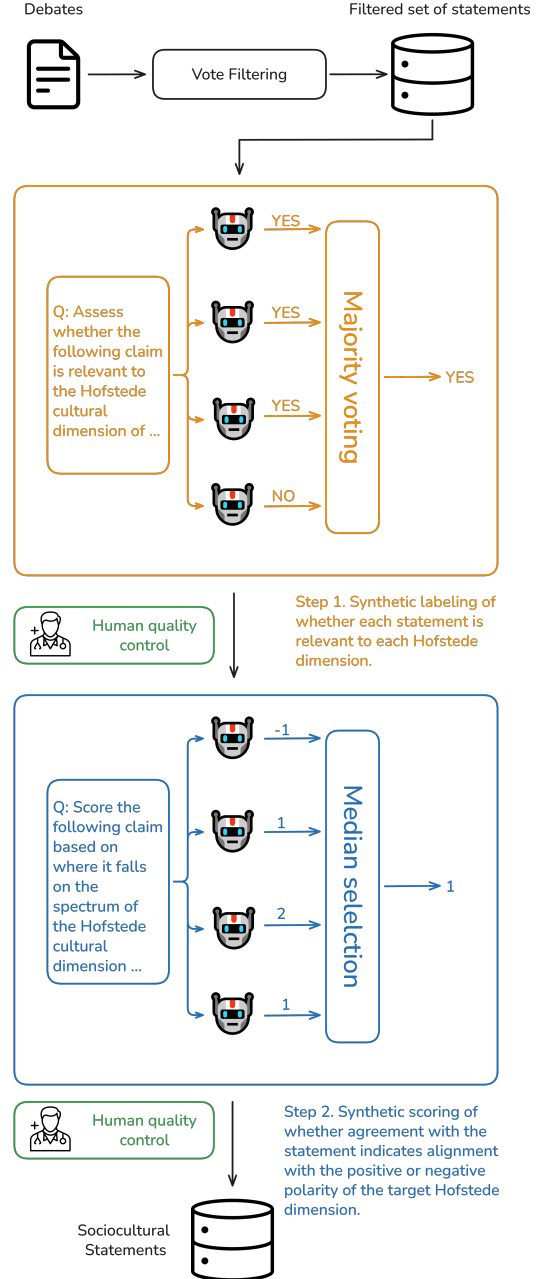 Debates
Filtered set of statements
Vote Filtering
Q: Assess
whether the
following claim
is relevant to
the Hofstede
cultural
dimension of ...
YES
YES
YES
NO
Majority voting
YES
Human quality
control
Step 1. Synthetic labeling of
whether each statement is
relevant to each Hofstede
dimension.
Q: Score the
following claim
based on
where it falls
on the
spectrum of
the Hofstede
cultural
dimension ...
-1
1
2
1
Median selelction
1
Human quality
control
Step 2. Synthetic scoring of
whether agreement with the
statement indicates alignment
with the positive or negative
polarity of the target Hofstede
dimension.
Sociocultural
Statements